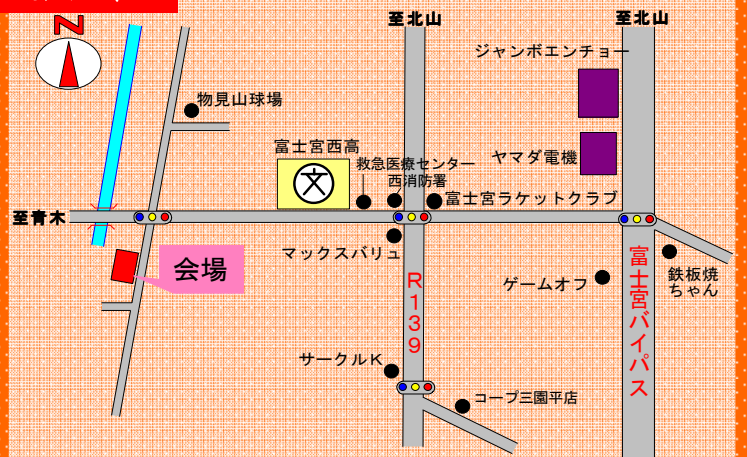 N
至北山
至北山
ジャンボエンチョー
物見山球場
富士宮西高
文
救急医療センター
西消防署
ヤマダ電機
富士宮ラケットクラブ
至青木
マックスバリュ
会場
R139
富士宮バイパス
ゲームオフ
鉄板焼
ちゃん
サークルK
コープ三園平店